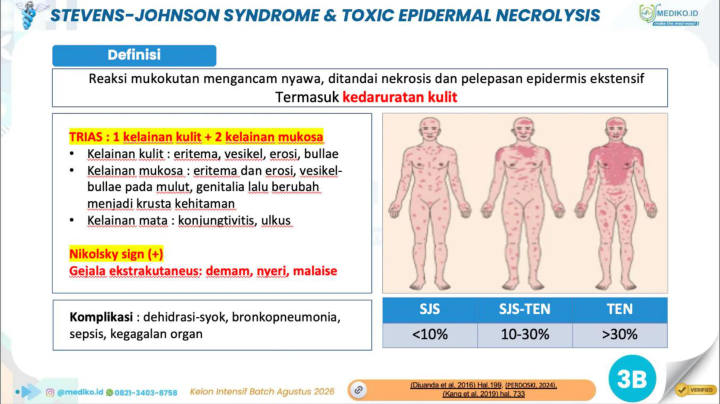 STEVENS-JOHNSON SYNDROME & TOXIC EPIDERMAL NECROLYSIS
MEDIKO.ID
Definisi
Reaksi mukokutan mengancam nyawa, ditandai nekrosis dan pelepasan epidermis ekstensif
Termasuk kedaruratan kulit
TRIAS : 1 kelainan kulit + 2 kelainan mukosa
• Kelainan kulit : eritema, vesikel, erosi, bullae
• Kelainan mukosa : eritema dan erosi, vesikel-
bullae pada mulut, genitalia lalu berubah
menjadi krusta kehitaman
• Kelainan mata : konjungtivitis, ulkus
Nikolsky sign (+)
Gejala ekstrakutaneus: demam, nyeri, malaise
Komplikasi : dehidrasi-syok, bronkopneumonia,
sepsis, kegagalan organ
SJS SJS-TEN TEN
<10% 10-30% >30%
3B
@mediko.id 0821-3403-6758 Kelon Intensif Batch Agustus 2026
(Djuanda et al. 2016) Hal.199, (PERDOSKI, 2024),
(Kang et al. 2019) hal. 733
VERIFIED